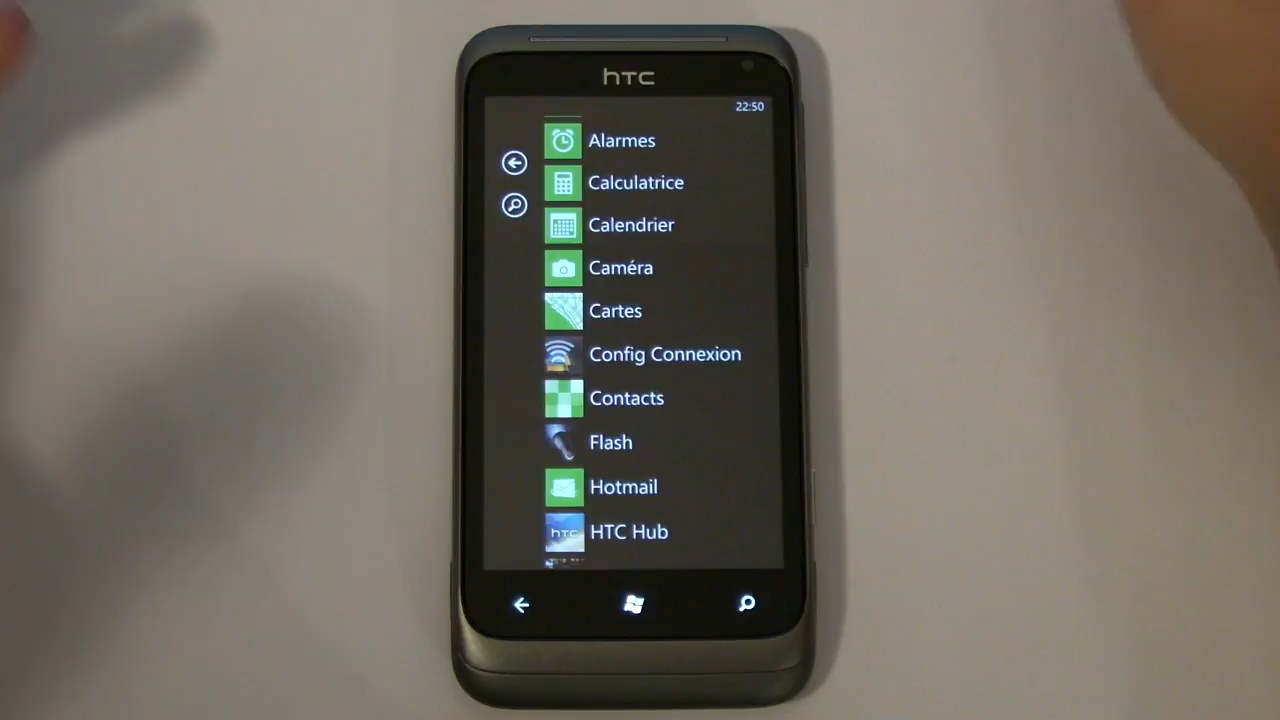 hTC
22:50
Alarmes
Calculatrice
Calendrier
Caméra
Cartes
Config Connexion
Contacts
Flash
Hotmail
hTC HTC Hub